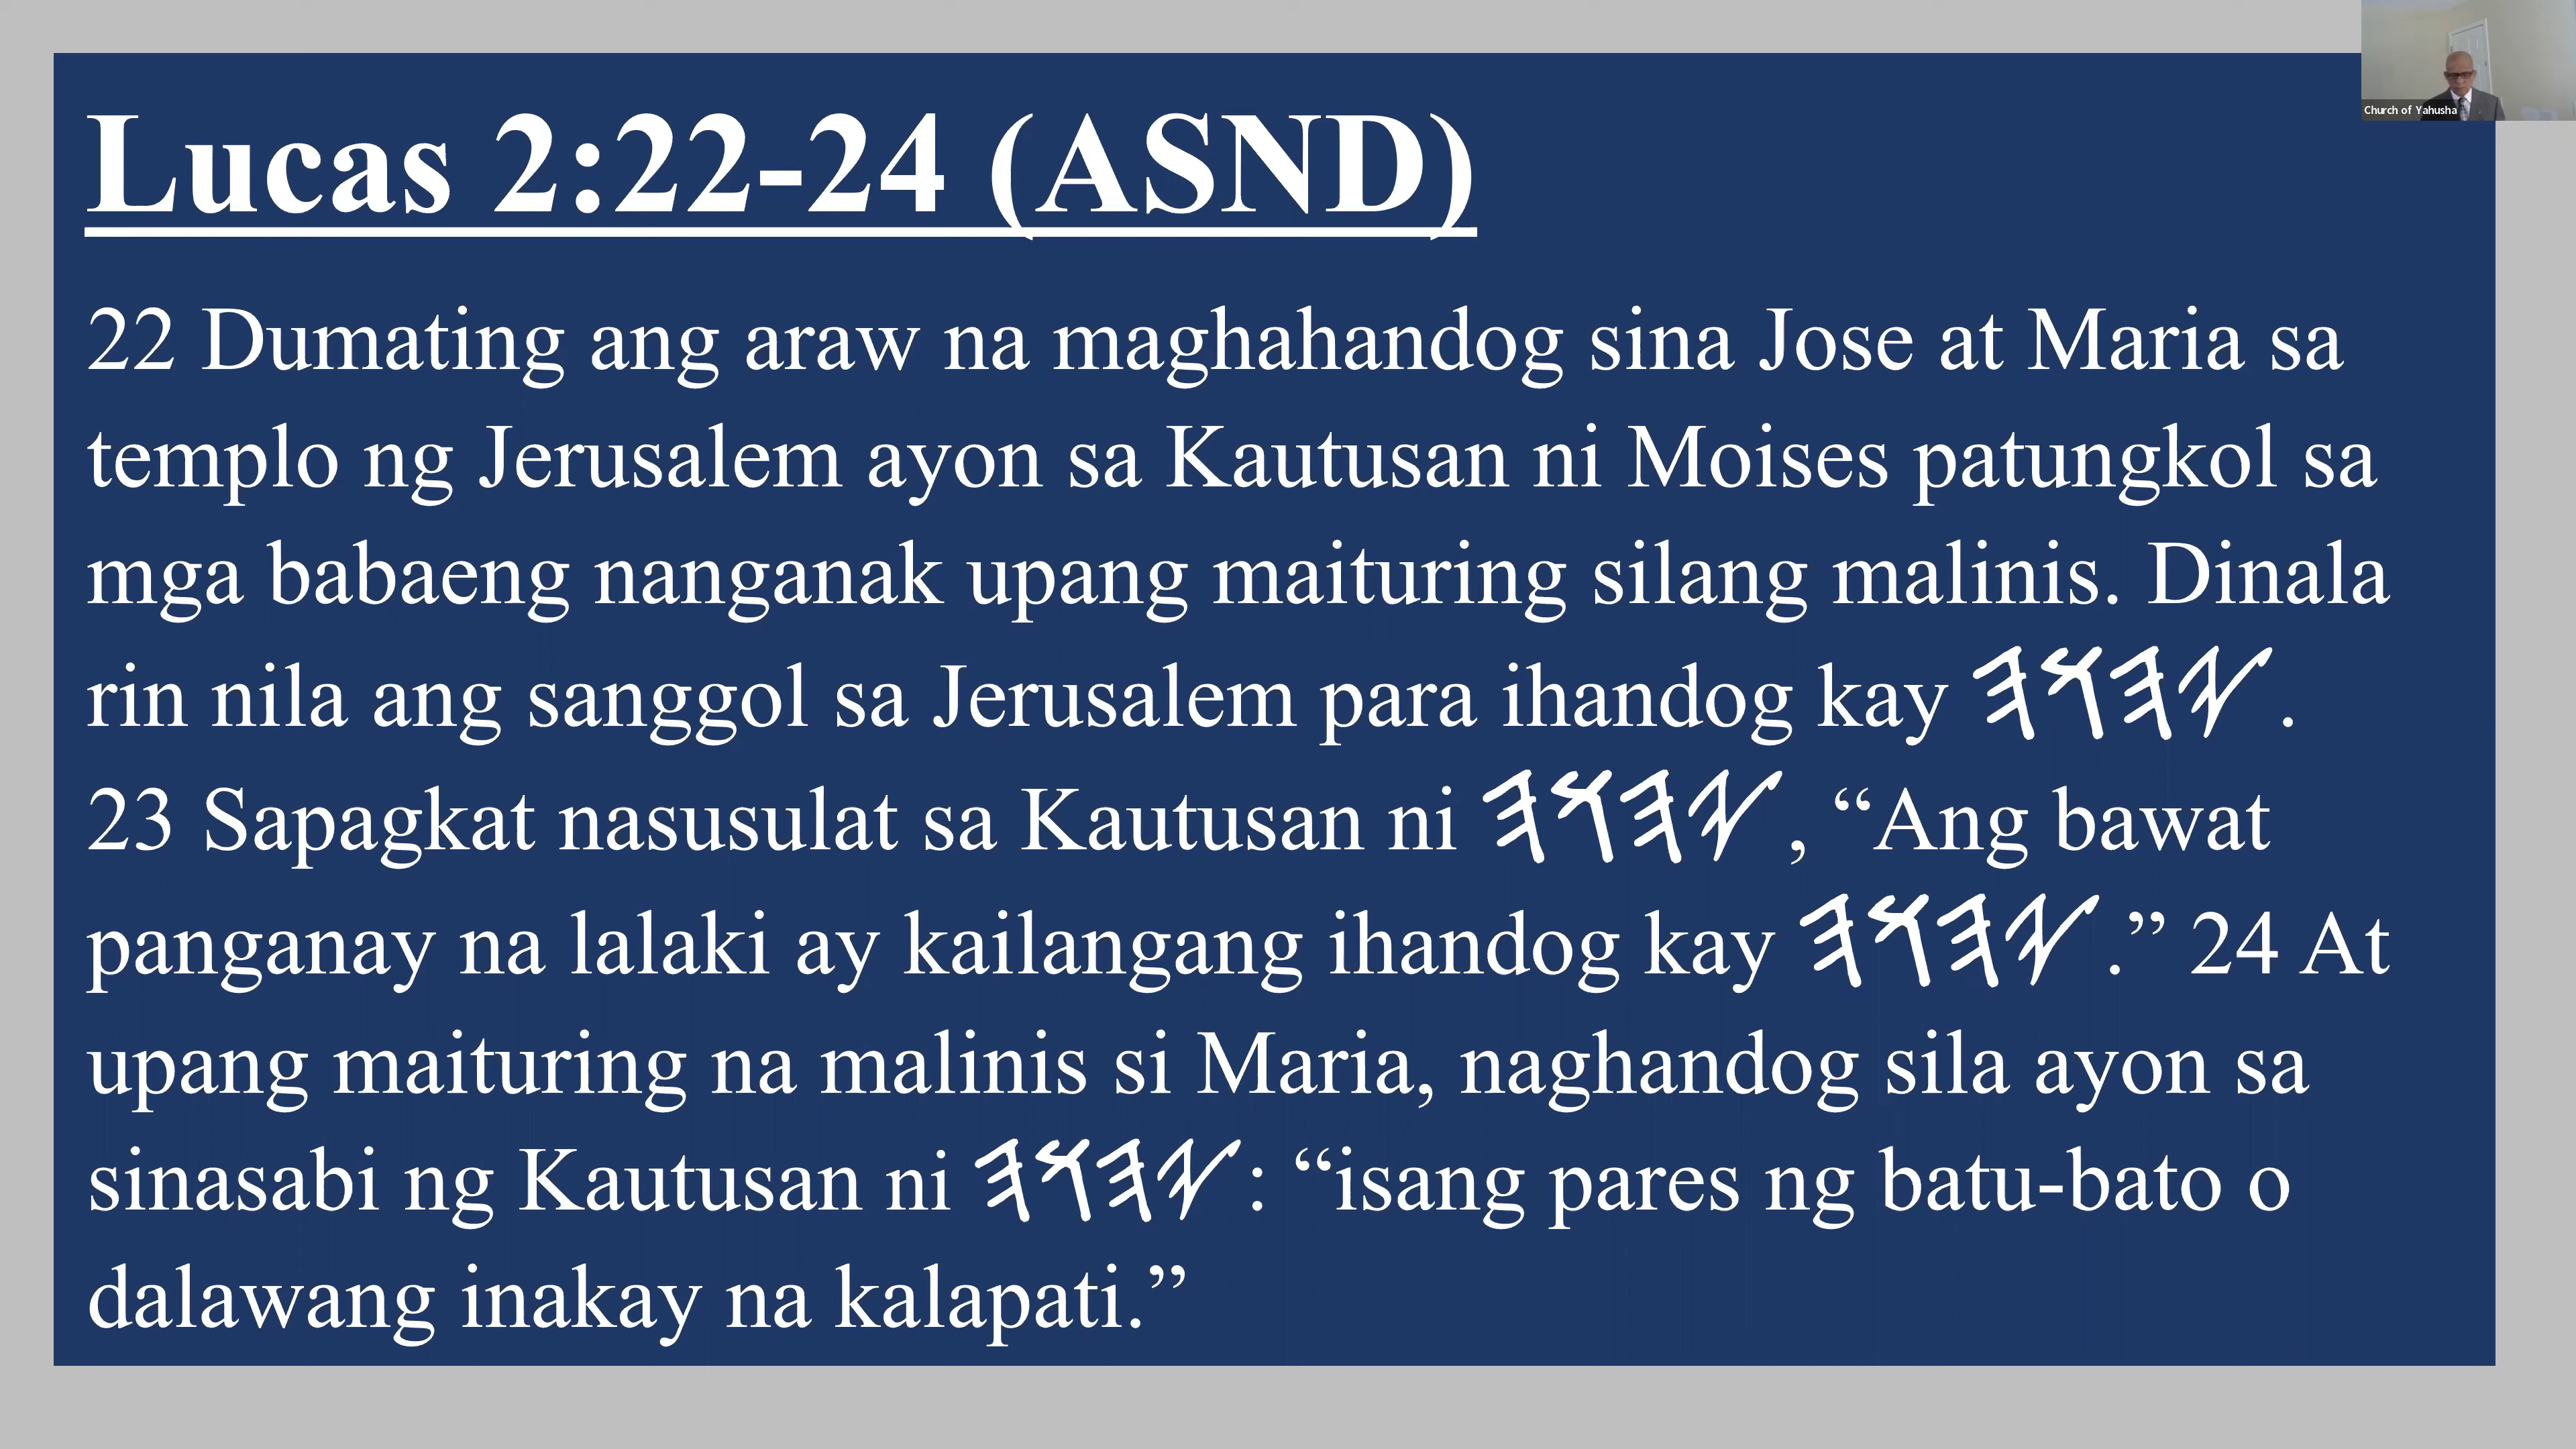 Church of Yahusha
Lucas 2:22-24 (ASND)
22 Dumating ang araw na maghahandog sina Jose at Maria sa
templo ng Jerusalem ayon sa Kautusan ni Moises patungkol sa
mga babaeng nanganak upang maituring silang malinis. Dinala
rin nila ang sanggol sa Jerusalem para ihandog kay 𐤉𐤄𐤅𐤄.
23 Sapagkat nasusulat sa Kautusan ni 𐤉𐤄𐤅𐤄, “Ang bawat
panganay na lalaki ay kailangang ihandog kay 𐤉𐤄𐤅𐤄.” 24 At
upang maituring na malinis si Maria, naghandog sila ayon sa
sinasabi ng Kautusan ni 𐤉𐤄𐤅𐤄: “isang pares ng batu-bato o
dalawang inakay na kalapati.”